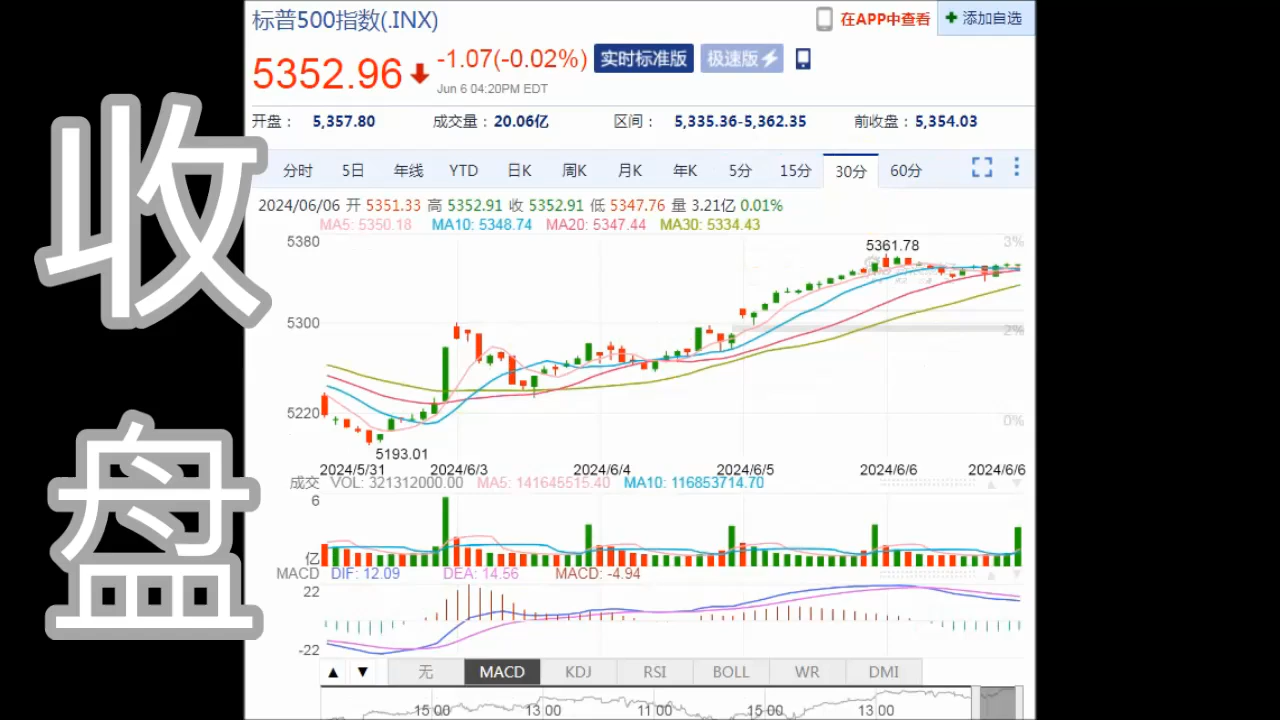 收
盘
标普500指数(.INX)
在APP中查看
+ 添加自选
5352.96
-1.07(-0.02%)
实时标准版
极速版
Jun 6 04:20PM EDT
开盘： 5,357.80 成交量：20.06亿 区间： 5,335.36-5,362.35 前收盘：5,354.03
分时 5日 年线 YTD 日K 周K 月K 年K 5分 15分 30分 60分
2024/06/06 开 5351.33 高 5352.91 收 5352.91 低 5347.76 量 3.21亿 0.01%
MA5: 5350.18 MA10: 5348.74 MA20: 5347.44 MA30: 5334.43
5380 3%
5361.78
5300 2%
5220 0%
5193.01
2024/5/31 2024/6/3 2024/6/4 2024/6/5 2024/6/6 2024/6/6
成交 VOL: 321312000.00 MA5: 141645515.40 MA10: 116853714.70
6
亿
MACD DIF: 12.09 DEA: 14.56 MACD: -4.94
22
-22
▲ ▼ 无 MACD KDJ RSI BOLL WR DMI
15:00 13:00 11:00 15:00 13:00